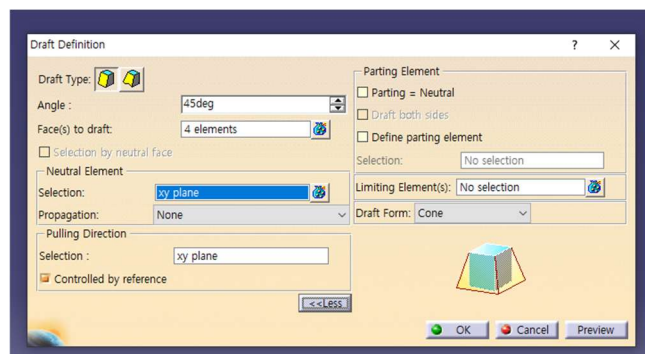 Draft Definition
? X
Draft Type:
Angle :
45deg
Face(s) to draft:
4 elements
Selection by neutral face
Neutral Element
Selection:
xy plane
Propagation:
None
Pulling Direction
Selection :
xy plane
Controlled by reference
<<Less
Parting Element
Parting = Neutral
Draft both sides
Define parting element
Selection:
No selection
Limiting Element(s):
No selection
Draft Form:
Cone
OK
Cancel
Preview